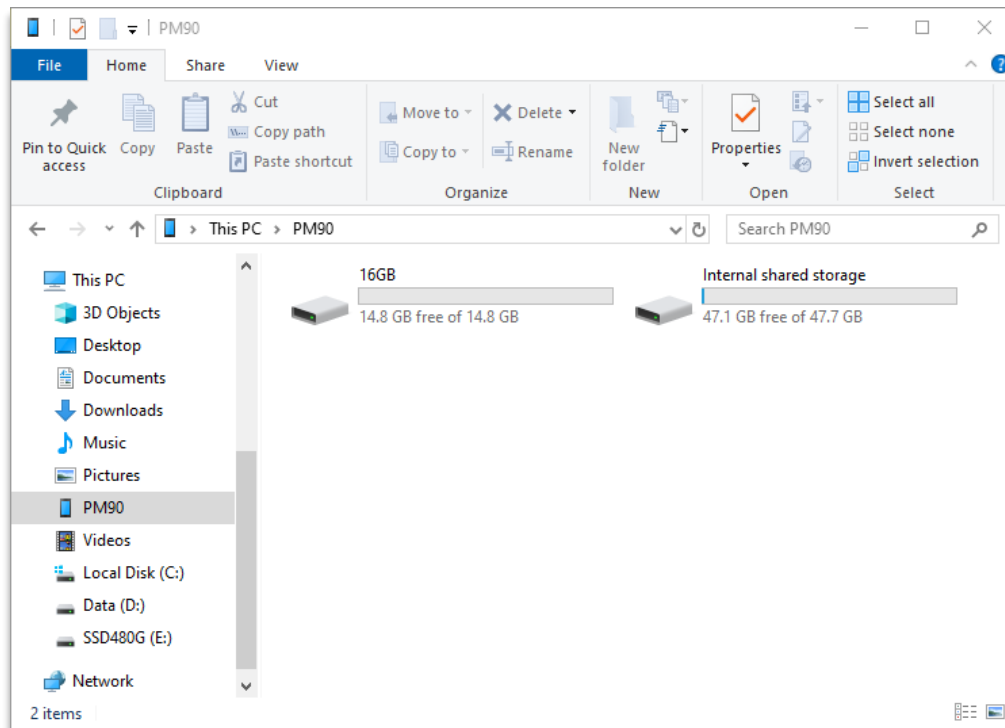 PM90
File Home Share View
Pin to Quick access
Copy
Paste
Cut
Copy path
Paste shortcut
Clipboard
Move to
Copy to
Delete
Rename
Organize
New folder
New
Properties
Open
Select all
Select none
Invert selection
Select
This PC > PM90
Search PM90
This PC
3D Objects
Desktop
Documents
Downloads
Music
Pictures
PM90
Videos
Local Disk (C:)
Data (D:)
SSD480G (E:)
Network
16GB
14.8 GB free of 14.8 GB
Internal shared storage
47.1 GB free of 47.7 GB
2 items